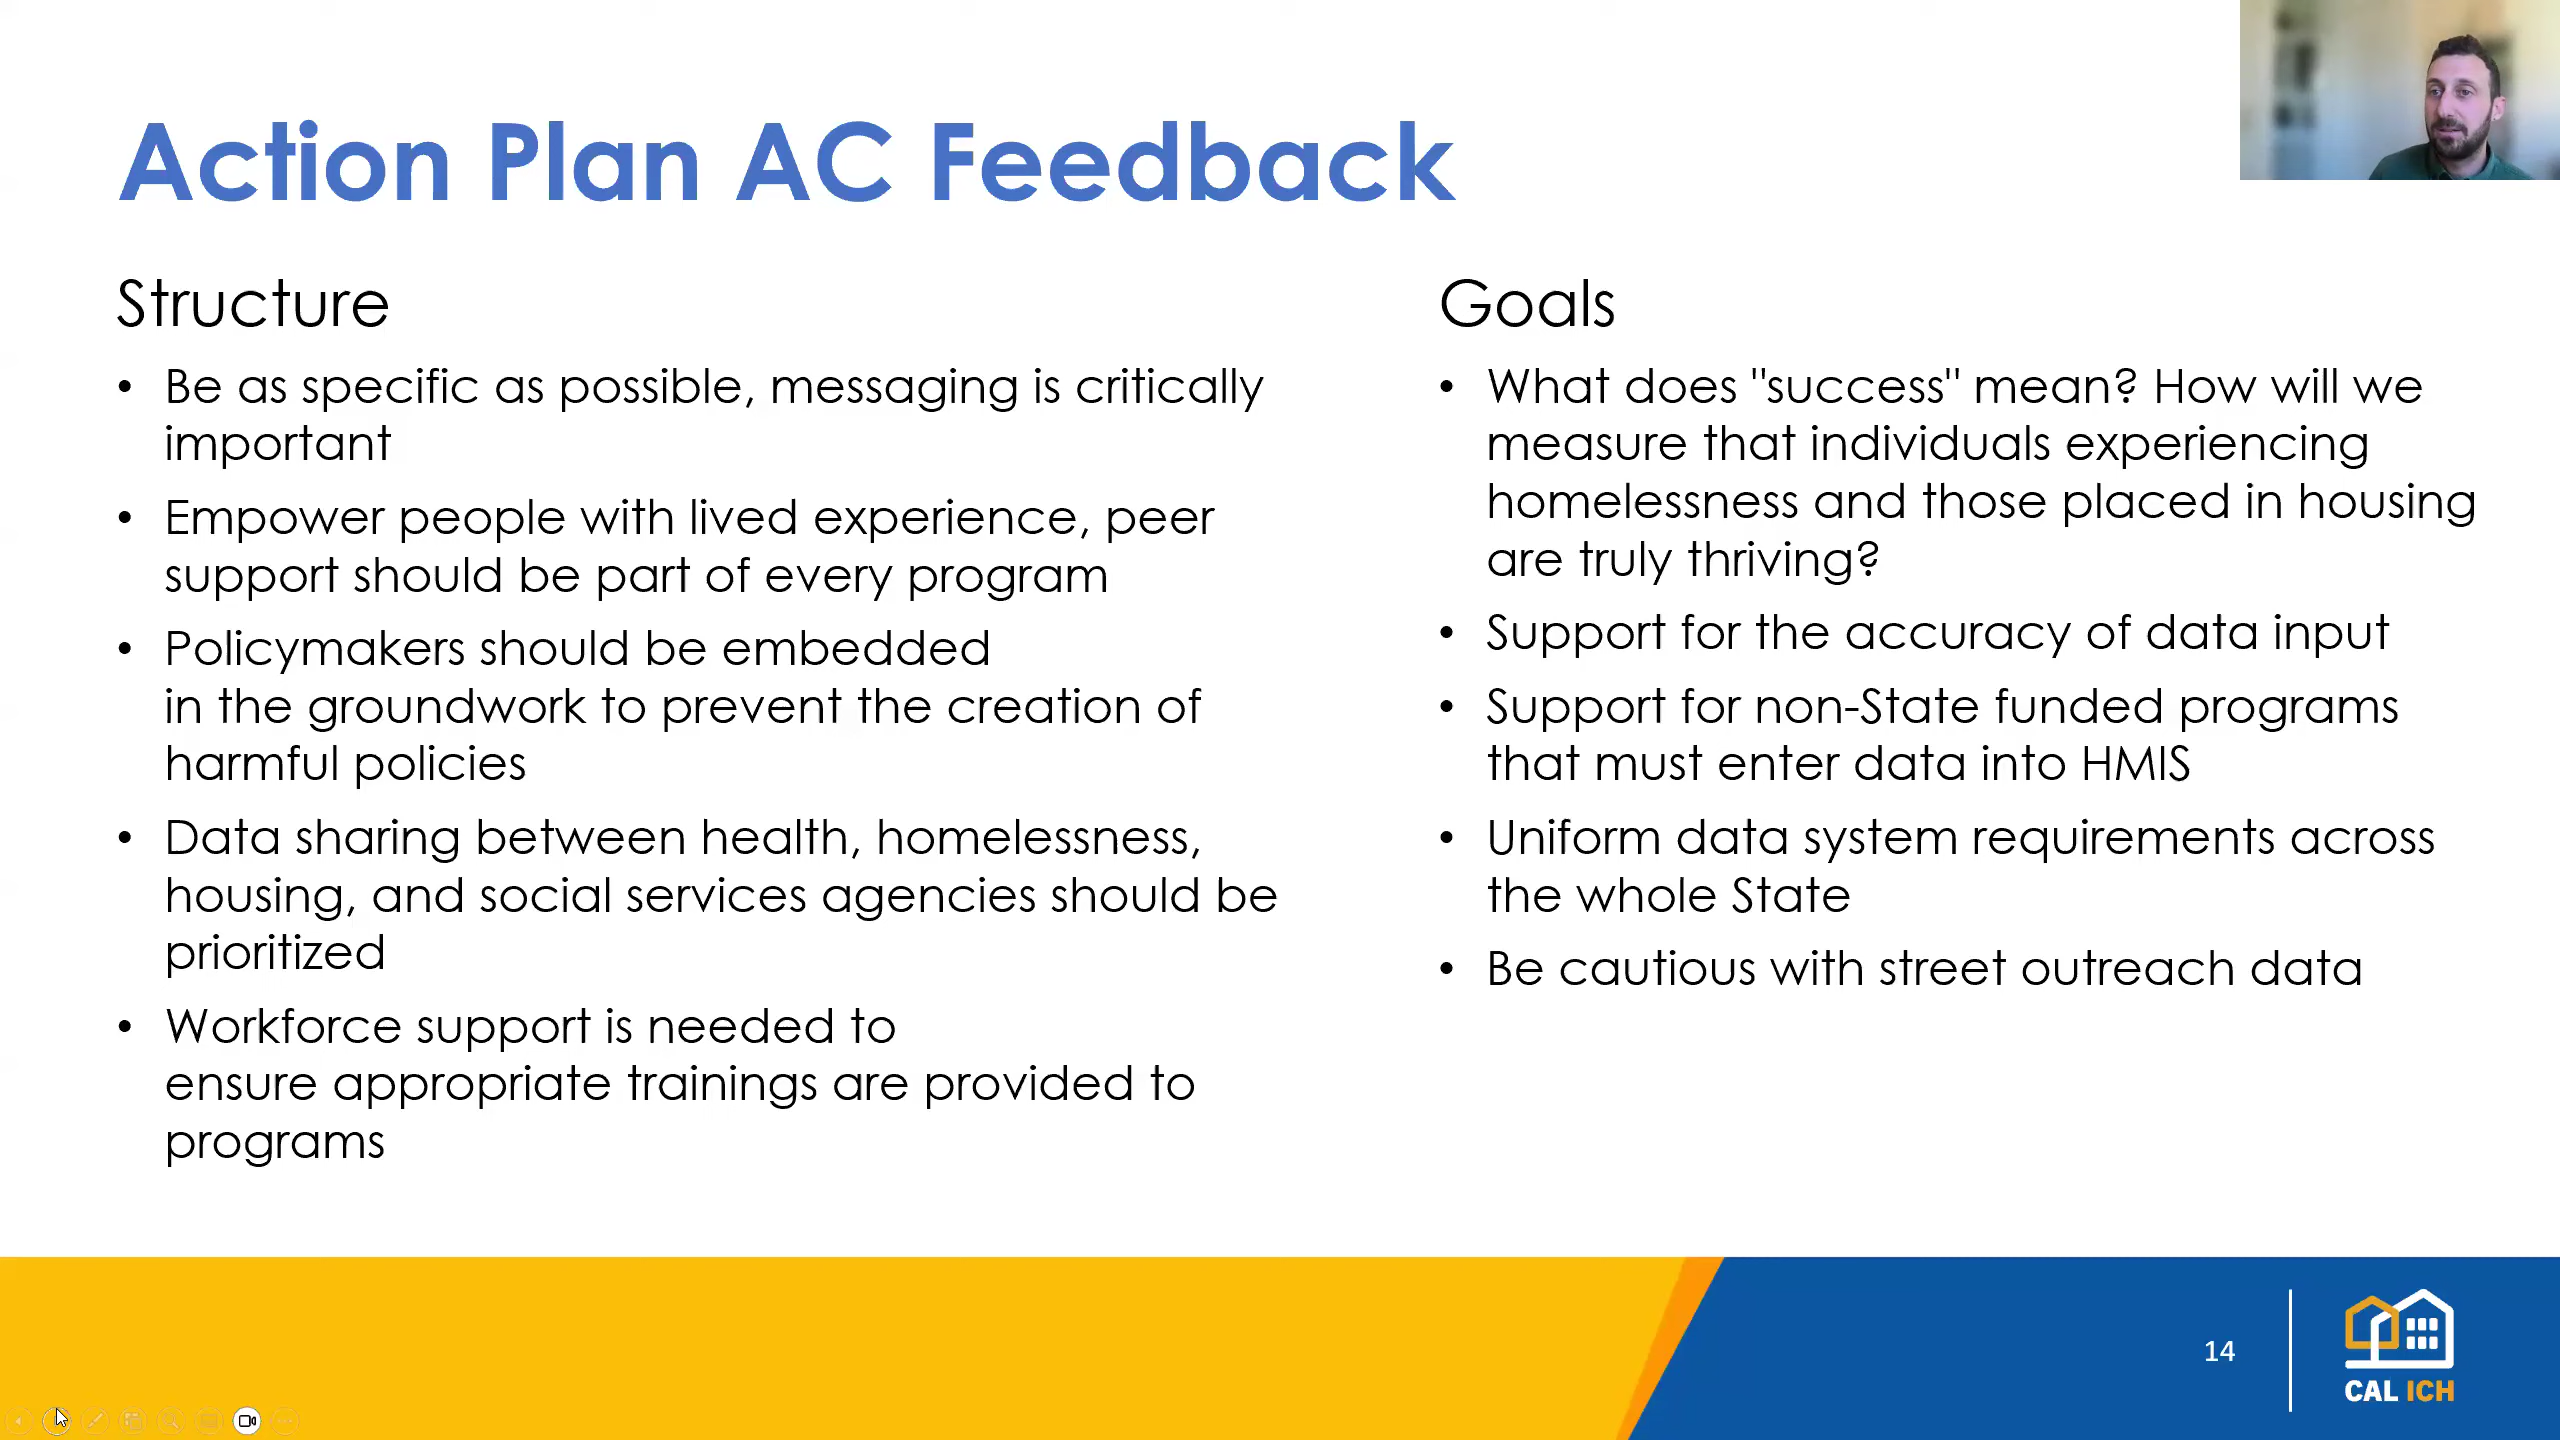 Action Plan AC Feedback
Structure
• Be as specific as possible, messaging is critically
important
• Empower people with lived experience, peer
support should be part of every program
• Policymakers should be embedded
in the groundwork to prevent the creation of
harmful policies
• Data sharing between health, homelessness,
housing, and social services agencies should be
prioritized
• Workforce support is needed to
ensure appropriate trainings are provided to
programs
Goals
• What does "success" mean? How will we
measure that individuals experiencing
homelessness and those placed in housing
are truly thriving?
• Support for the accuracy of data input
• Support for non-State funded programs
that must enter data into HMIS
• Uniform data system requirements across
the whole State
• Be cautious with street outreach data
14
CAL ICH